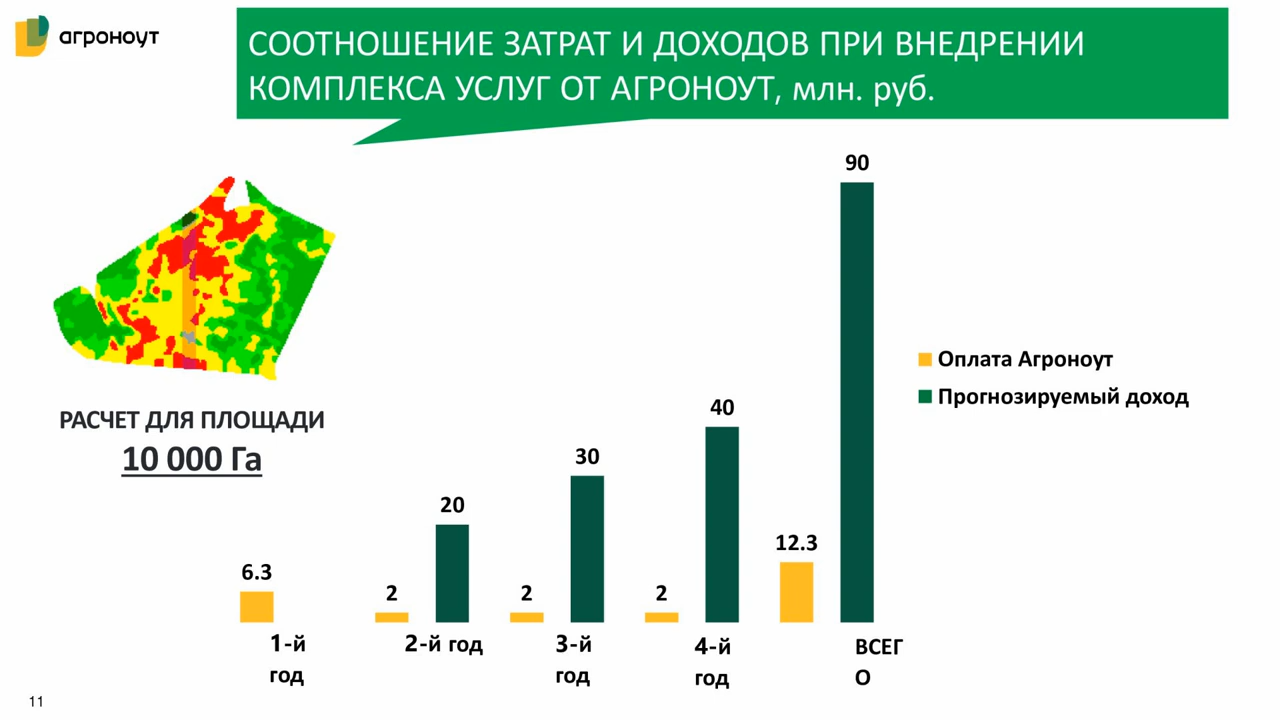 агроноут
СООТНОШЕНИЕ ЗАТРАТ И ДОХОДОВ ПРИ ВНЕДРЕНИИ
КОМПЛЕКСА УСЛУГ ОТ АГРОНОУТ, млн. руб.
РАСЧЕТ ДЛЯ ПЛОЩАДИ
10 000 Га
90
40
30
20
12.3
6.3
2
2
2
Оплата Агроноут
Прогнозируемый доход
1-й
год
2-й год
3-й
год
4-й
год
ВСЕГ
О
11